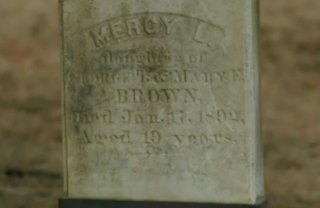 MERCY L.
Daughter of
GEORGE T. & MARY E.
BROWN,
Died Jan. 17, 1892,
Aged 19 years.